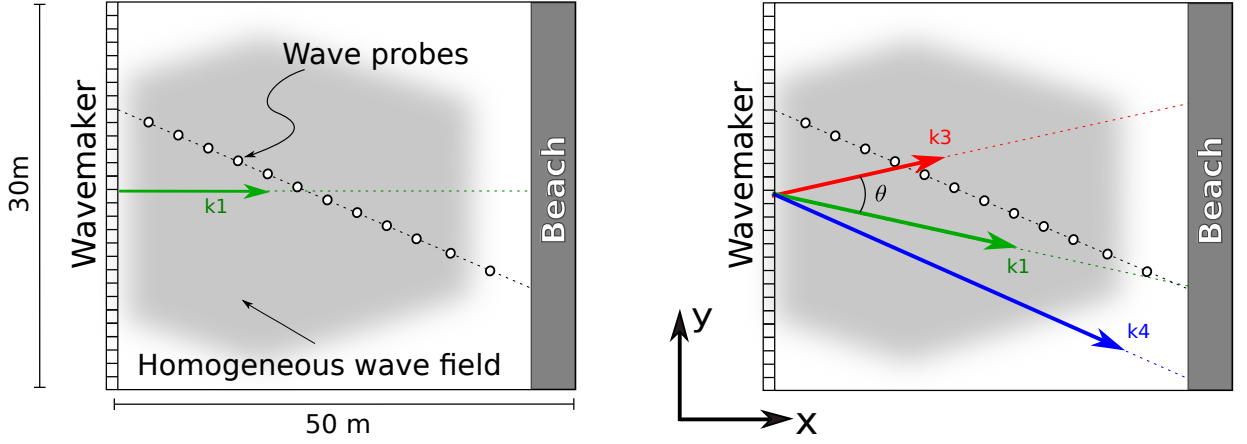 30m
Wavemaker
Wave probes
k1
Homogeneous wave field
Beach
50 m
Wavemaker
k3
θ
k1
k4
Beach
y
x